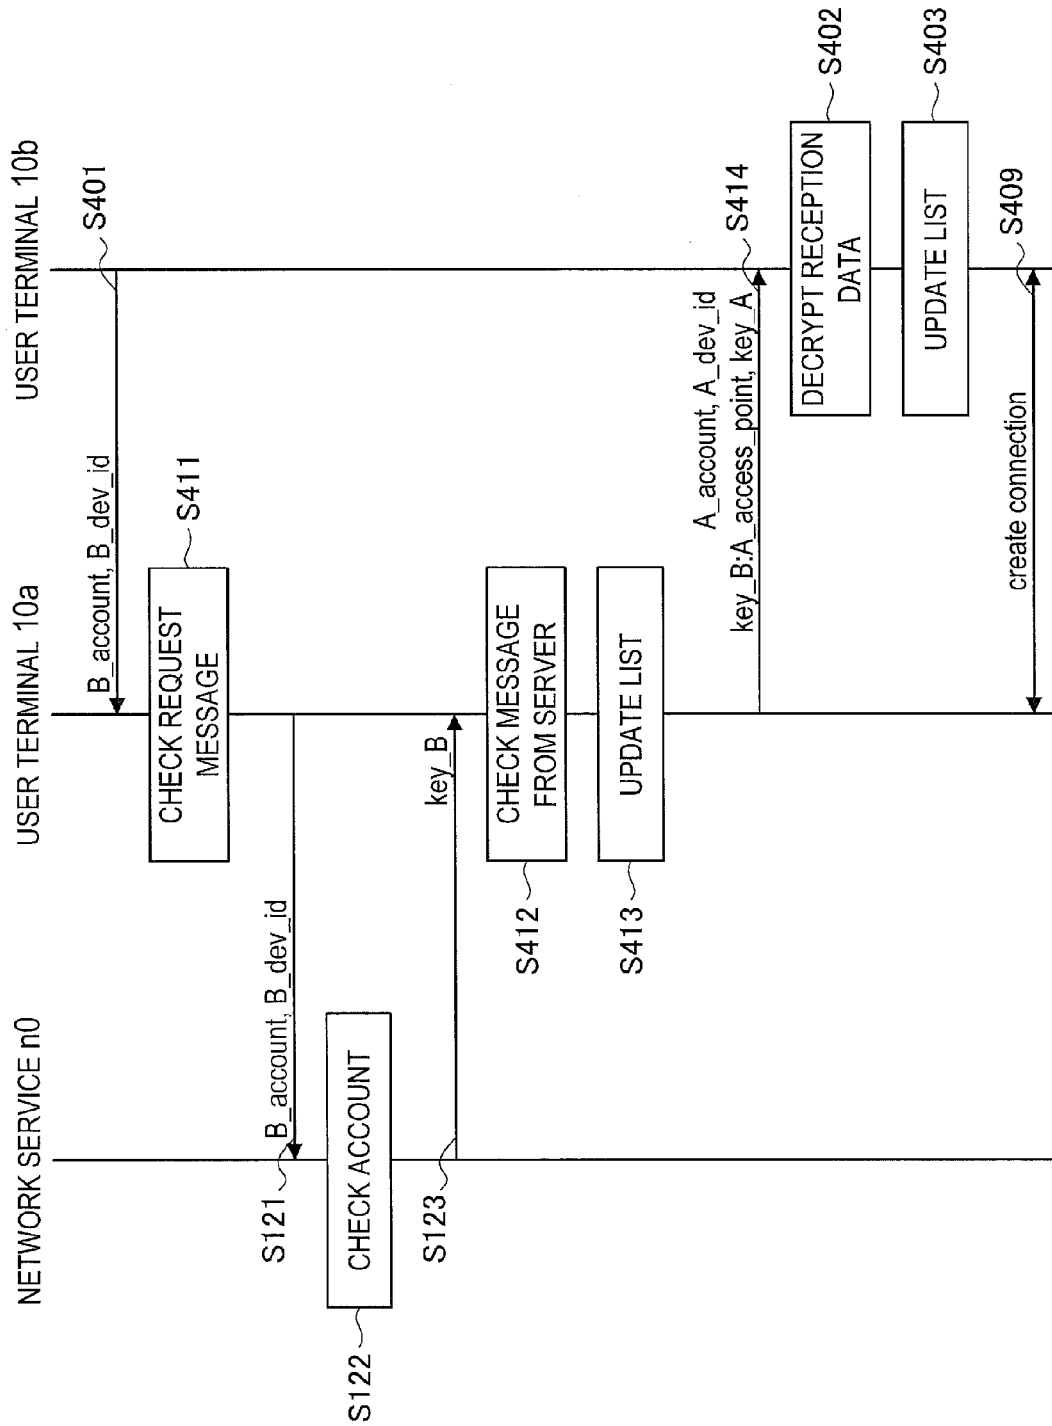 NETWORK SERVICE n0
USER TERMINAL 10a
USER TERMINAL 10b
S401
B_account, B_dev_id
CHECK REQUEST
MESSAGE
S411
S121
B_account, B_dev_id
S122
CHECK ACCOUNT
S123
key_B
S412
CHECK MESSAGE
FROM SERVER
S413
UPDATE LIST
A_account, A_dev_id
key_B:A_access_point, key_A
S414
DECRYPT RECEPTION
DATA
S402
UPDATE LIST
S403
create connection
S409